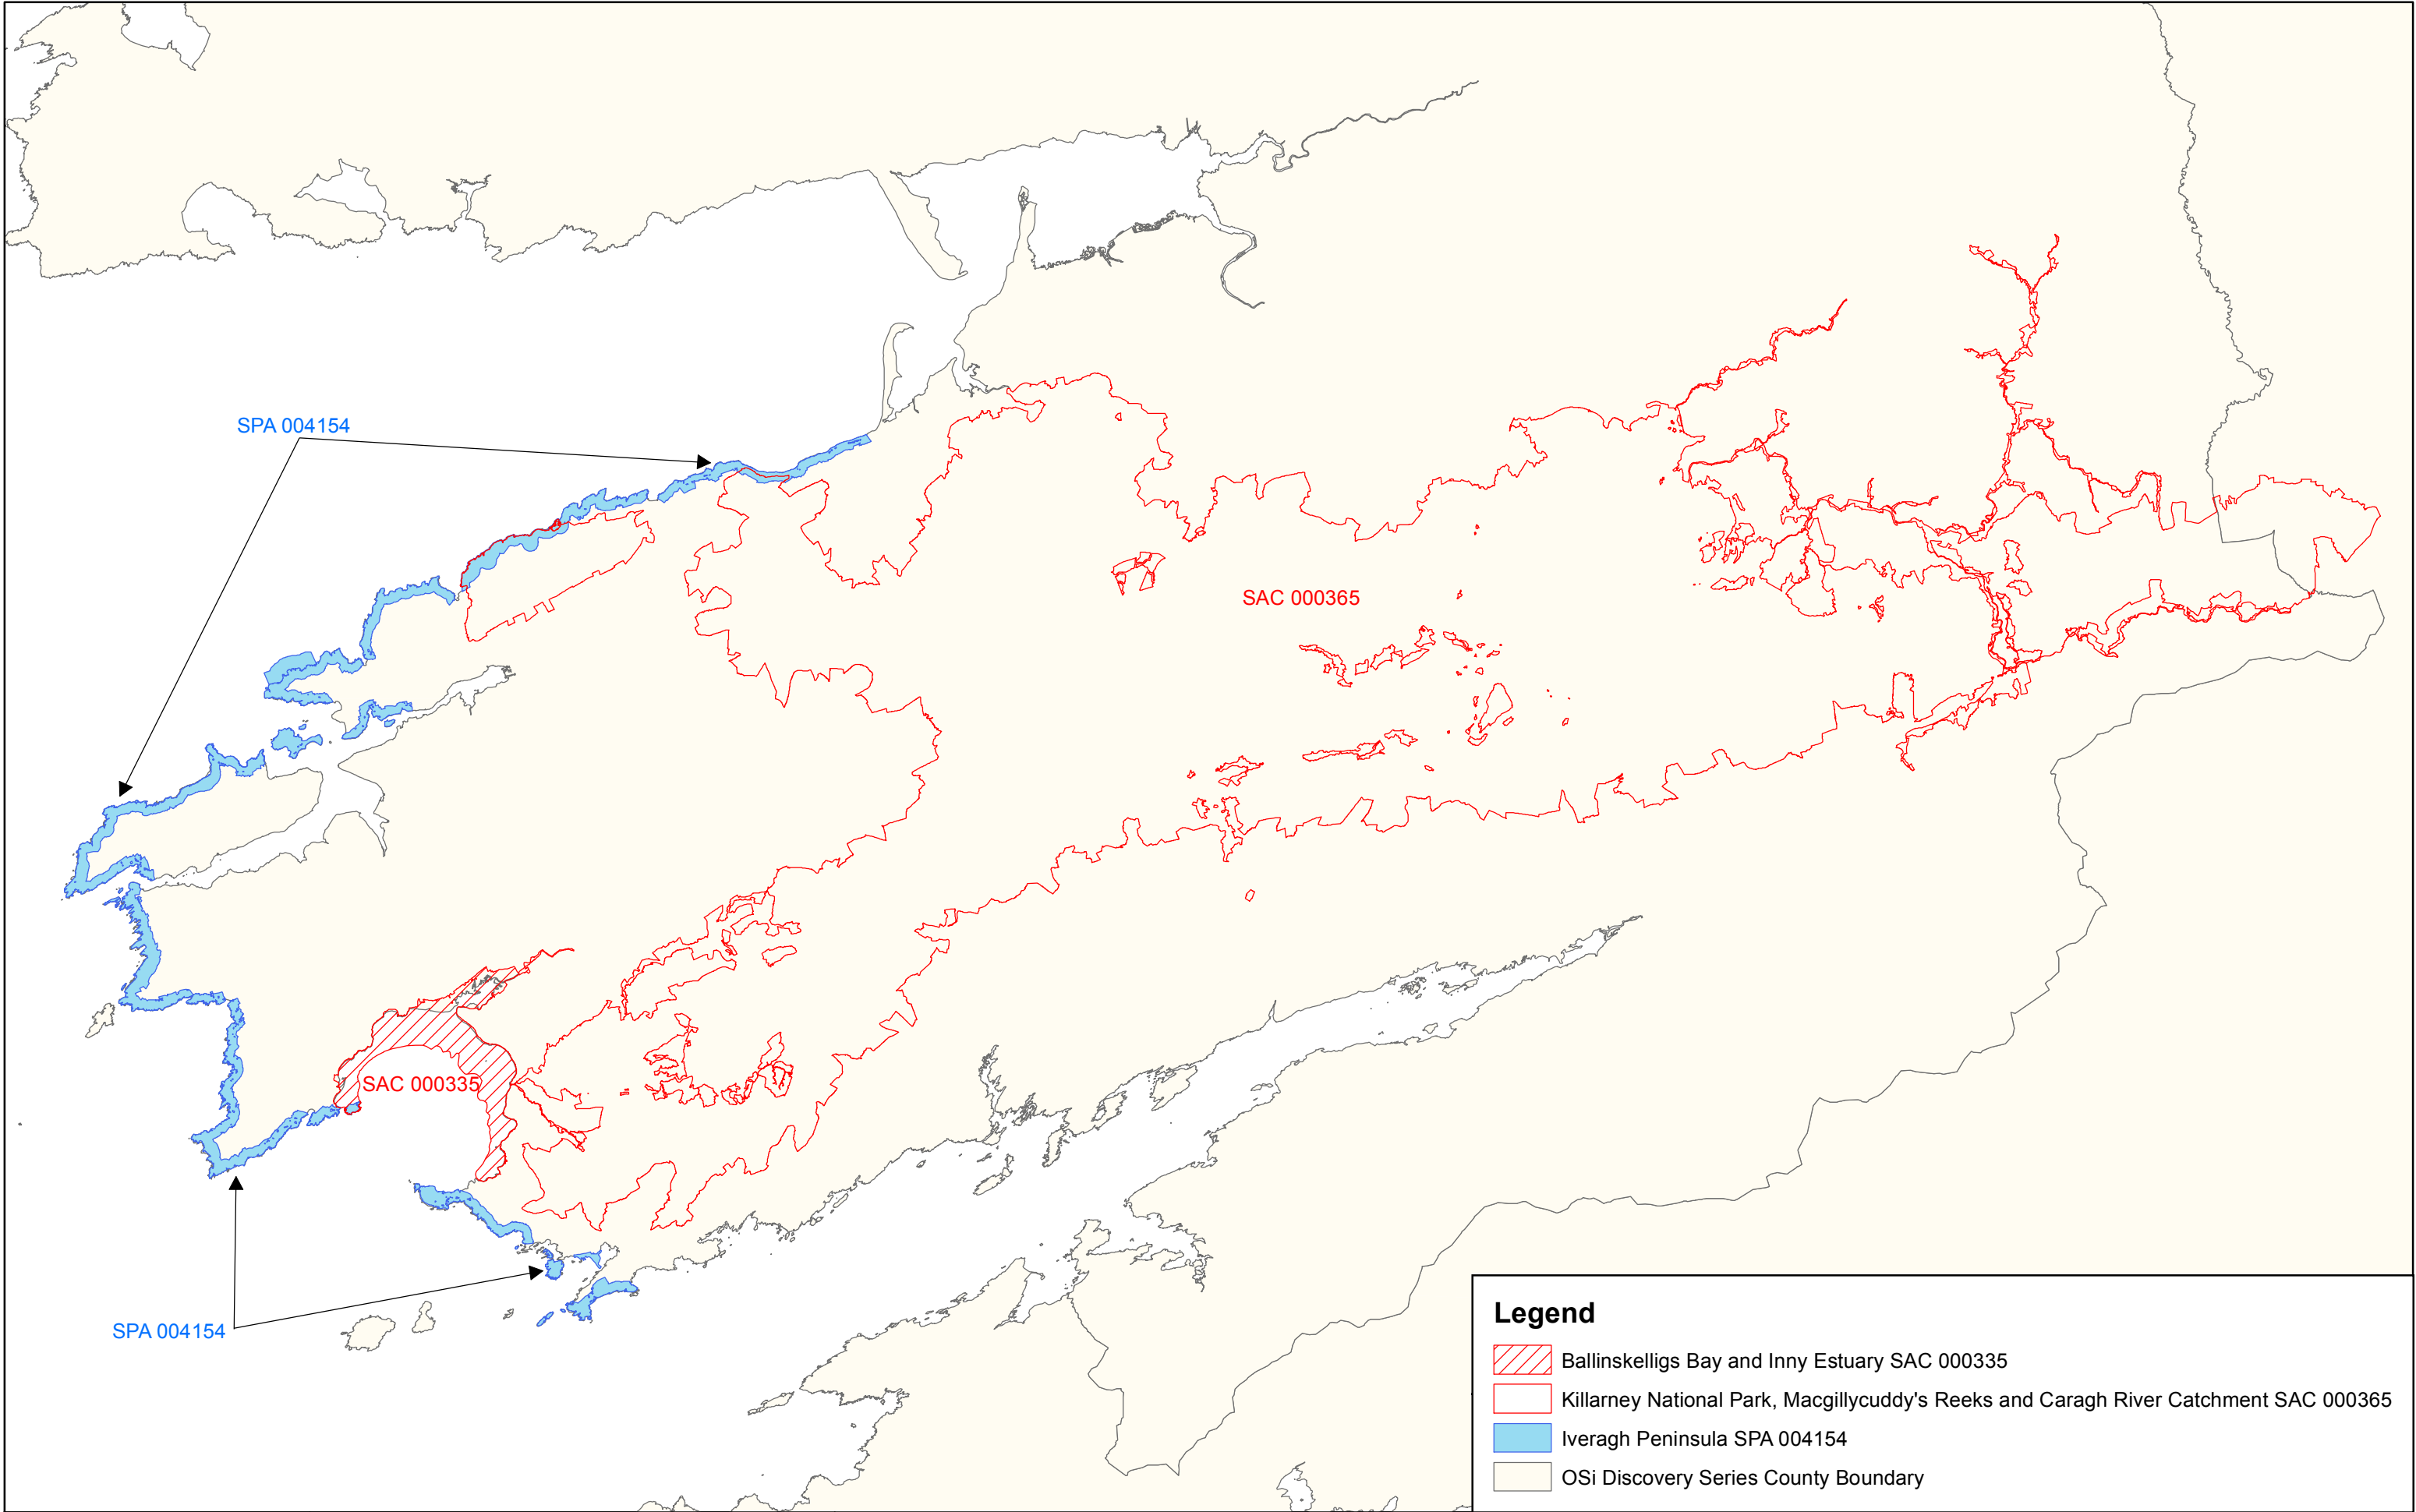 SPA 004154
SAC 000365
SAC 000335
SPA 004154
Legend
Ballinskelligs Bay and Inny Estuary SAC 000335
Killarney National Park, Macgillycuddy's Reeks and Caragh River Catchment SAC 000365
Iveragh Peninsula SPA 004154
OSi Discovery Series County Boundary